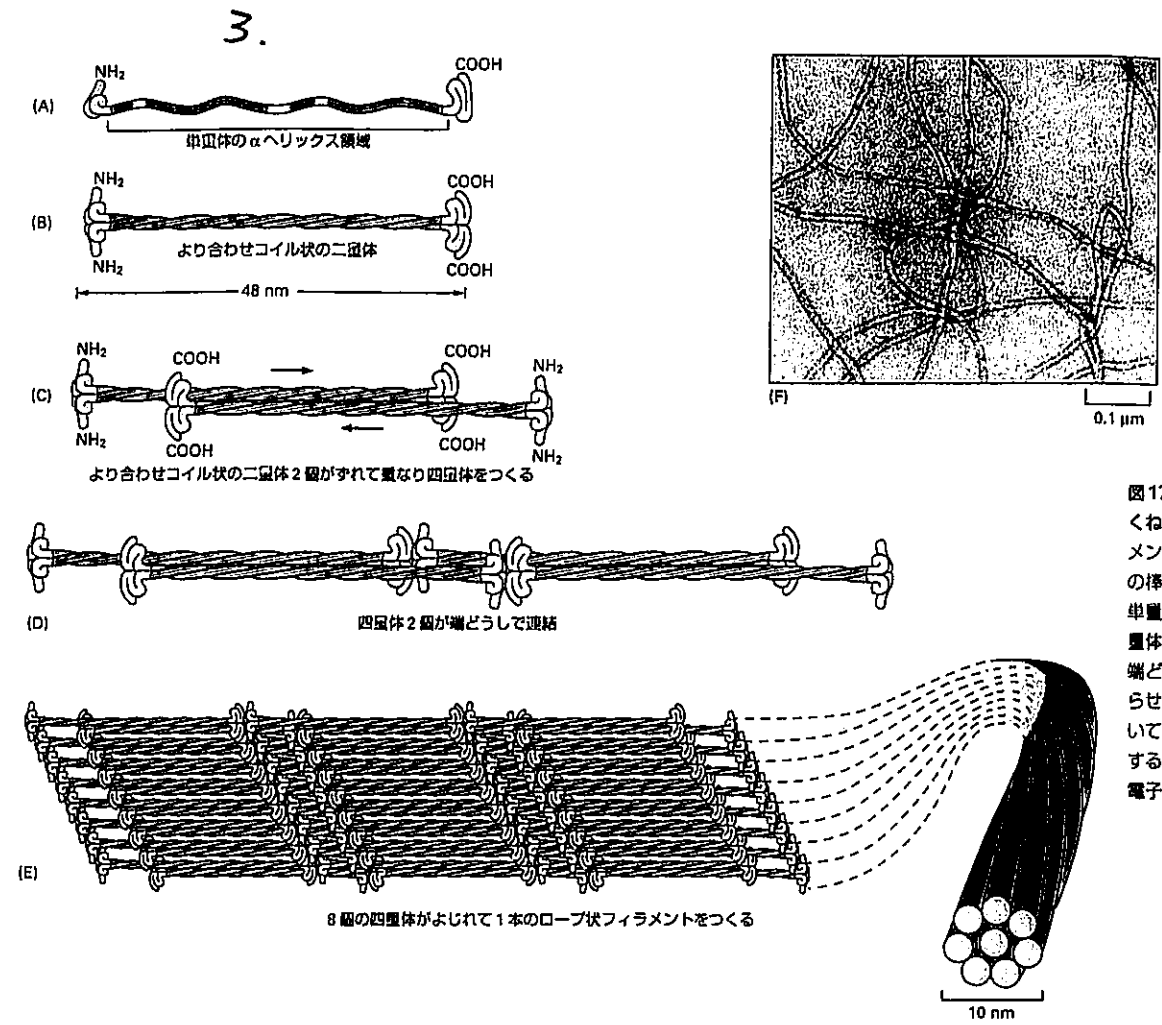 3.
NH₂
COOH
(A)
単量体のαヘリックス領域
NH₂
COOH
(B)
より合わせコイル状の二量体
NH₂
COOH
48 nm
NH₂
COOH
COOH
NH₂
(C)
NH₂
COOH
COOH
NH₂
より合わせコイル状の二量体2個がずれて重なり四量体をつくる
(D)
四量体2個が端どうしで連結
(E)
8個の四量体がよじれて1本のロープ状フィラメントをつくる
10 nm
(F)
0.1 μm
図17
くね
メン
の棒
単量
量体
端ど
らせ
いて
する
電子